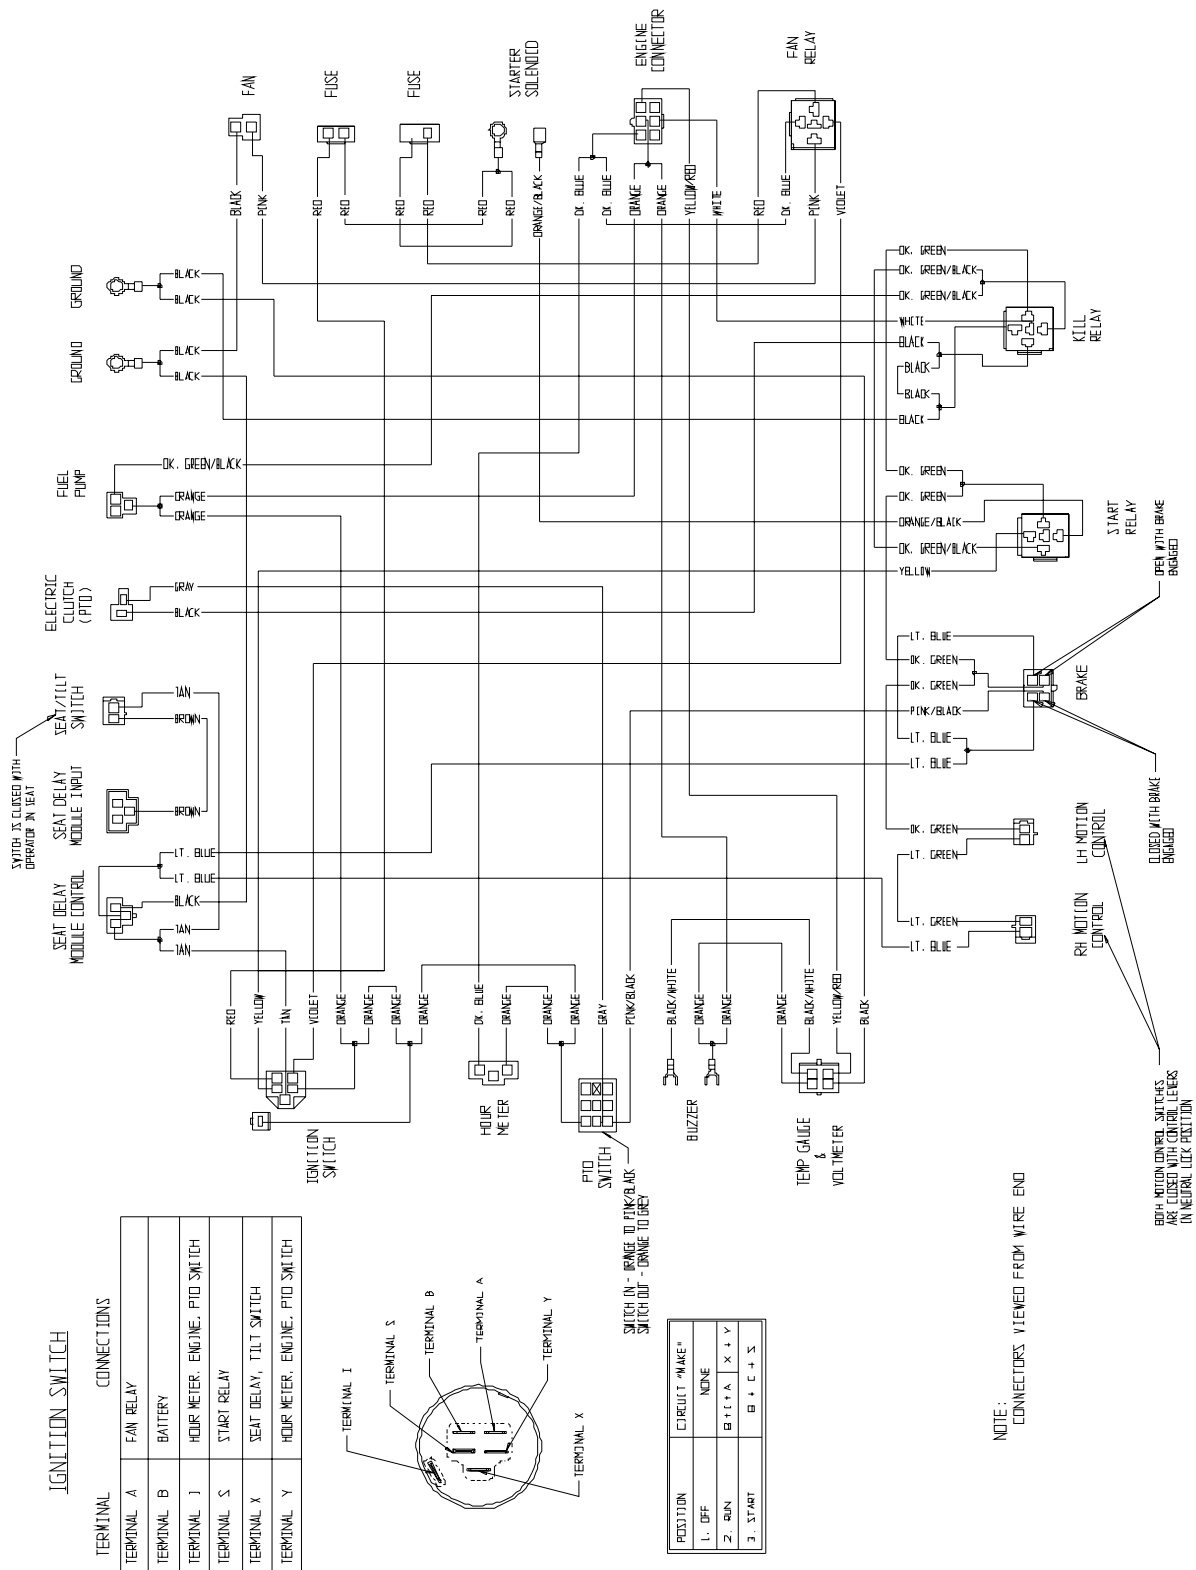 FAN
FUSE
FUSE
STARTER
SOLENOID
ENGINE
CONNECTOR
FAN
RELAY
BLACK
PINK
RED
RED
RED
RED
RED
RED
ORANGE/BLACK
DK. BLUE
DK. BLUE
ORANGE
ORANGE
YELLOW/RED
WHITE
RED
DK. BLUE
PINK
VIOLET
GROUND
BLACK
BLACK
GROUND
BLACK
BLACK
FUEL
PUMP
DK. GREEN/BLACK
ORANGE
ORANGE
ELECTRIC
CLUTCH
(PTO)
GRAY
BLACK
SEAT/TILT
SWITCH
TAN
BROWN
SWITCH IS CLOSED WITH
OPERATOR IN SEAT
SEAT DELAY
MODULE INPUT
BROWN
SEAT DELAY
MODULE CONTROL
LT. BLUE
LT. BLUE
BLACK
TAN
TAN
DK. GREEN
DK. GREEN/BLACK
DK. GREEN/BLACK
WHITE
BLACK
BLACK
BLACK
BLACK
KILL
RELAY
DK. GREEN
DK. GREEN
ORANGE/BLACK
DK. GREEN/BLACK
YELLOW
START
RELAY
OPEN WITH BRAKE
ENGAGED
LT. BLUE
DK. GREEN
DK. GREEN
PINK/BLACK
LT. BLUE
LT. BLUE
BRAKE
CLOSED WITH BRAKE
ENGAGED
DK. GREEN
LT. GREEN
LH MOTION
CONTROL
LT. GREEN
LT. BLUE
RH MOTION
CONTROL
BOTH MOTION CONTROL SWITCHES
ARE CLOSED WITH CONTROL LEVERS
IN NEUTRAL LOCK POSITION
RED
YELLOW
TAN
VIOLET
ORANGE
ORANGE
ORANGE
ORANGE
DK. BLUE
ORANGE
ORANGE
ORANGE
GRAY
PINK/BLACK
BLACK/WHITE
ORANGE
ORANGE
ORANGE
BLACK/WHITE
YELLOW/RED
BLACK
IGNITION
SWITCH
HOUR
METER
PTO
SWITCH
SWITCH IN - ORANGE TO PINK/BLACK
SWITCH OUT - ORANGE TO GREY
BUZZER
TEMP GAUGE
&
VOLTMETER
IGNITION SWITCH
TERMINAL CONNECTIONS
TERMINAL A FAN RELAY
TERMINAL B BATTERY
TERMINAL I HOUR METER, ENGINE, PTO SWITCH
TERMINAL S START RELAY
TERMINAL X SEAT DELAY, TILT SWITCH
TERMINAL Y HOUR METER, ENGINE, PTO SWITCH
TERMINAL I
TERMINAL S
TERMINAL B
TERMINAL A
TERMINAL Y
TERMINAL X
POSITION CIRCUIT "MAKE"
1. OFF NONE
2. RUN B+I+A X+Y
3. START B+I+S
NOTE:
CONNECTORS VIEWED FROM WIRE END